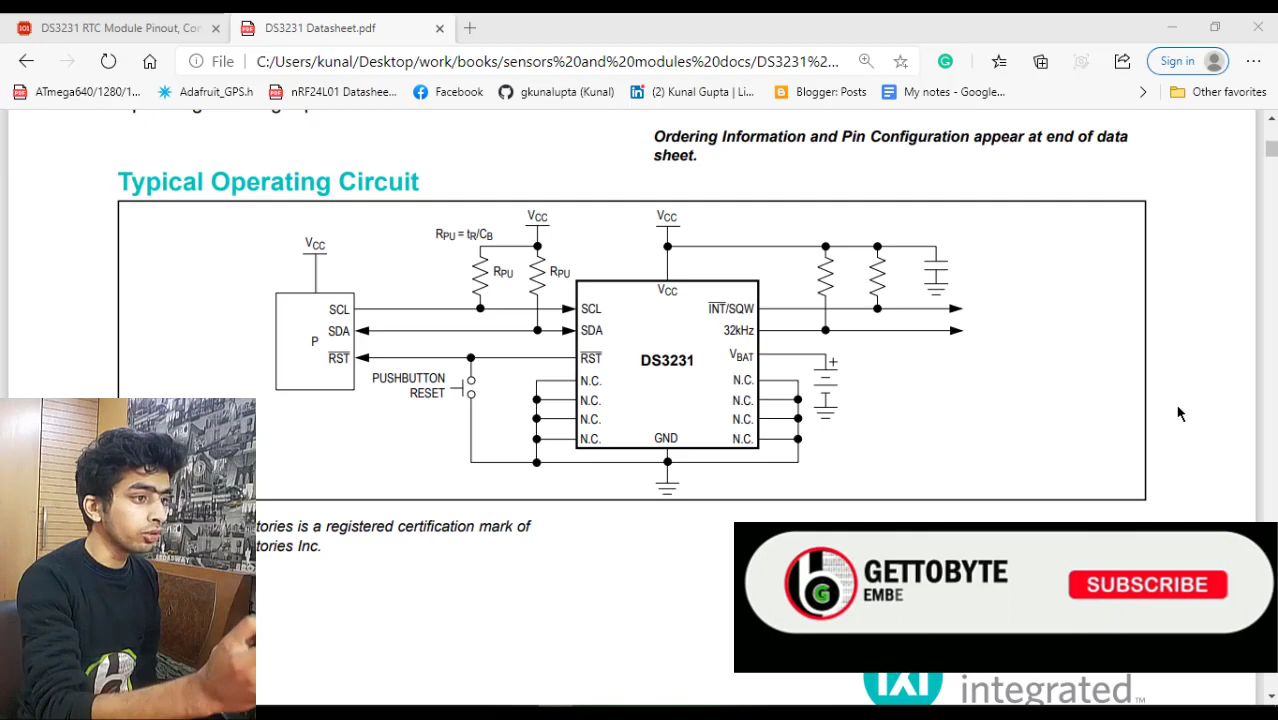 DS3231 RTC Module Pinout, Con
DS3231 Datasheet.pdf
File
C:/Users/kunal/Desktop/work/books/sensors%20and%20modules%20docs/DS3231%2...
Sign in
ATmega640/1280/1...
Adafruit_GPS.h
nRF24L01 Datashee...
Facebook
gkunalupta (Kunal)
(2) Kunal Gupta | Li...
Blogger: Posts
My notes - Google...
Other favorites
Ordering Information and Pin Configuration appear at end of data
sheet.
Typical Operating Circuit
VCC
RPU = tR/CB
VCC
RPU
RPU
VCC
VCC
SCL
SDA
RST
P
PUSHBUTTON
RESET
SCL
SDA
RST
N.C.
N.C.
N.C.
N.C.
DS3231
GND
INT/SQW
32kHz
VBAT
N.C.
N.C.
N.C.
N.C.
+
tories is a registered certification mark of
tories Inc.
GETTOBYTE
EMBE
SUBSCRIBE
integrated™